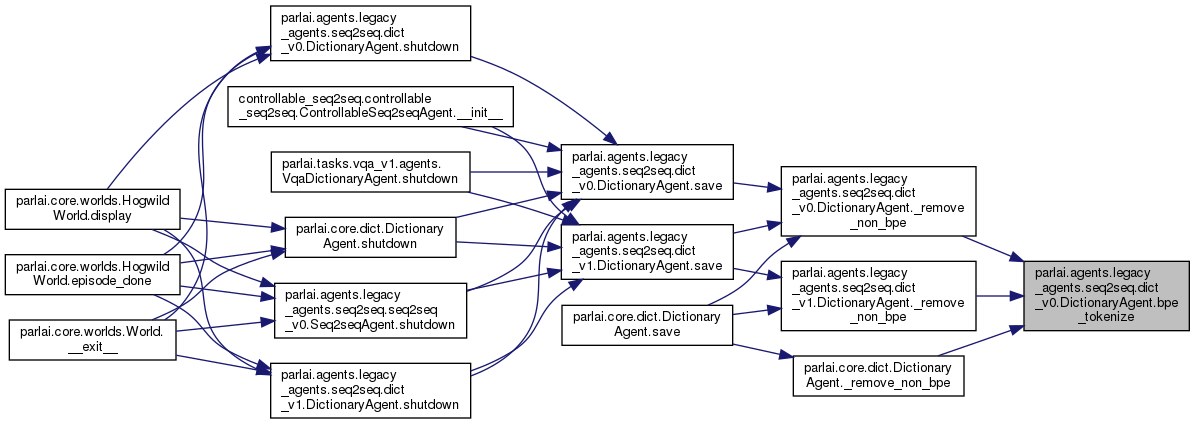 parlai.agents.legacy
_agents.seq2seq.dict
_v0.DictionaryAgent.shutdown
controllable_seq2seq.controllable
_seq2seq.ControllableSeq2seqAgent.__init__
parlai.tasks.vqa_v1.agents.
VqaDictionaryAgent.shutdown
parlai.core.worlds.Hogwild
World.display
parlai.core.dict.Dictionary
Agent.shutdown
parlai.core.worlds.Hogwild
World.episode_done
parlai.agents.legacy
_agents.seq2seq.seq2seq
_v0.Seq2seqAgent.shutdown
parlai.core.worlds.World.
__exit__
parlai.agents.legacy
_agents.seq2seq.dict
_v1.DictionaryAgent.shutdown
parlai.agents.legacy
_agents.seq2seq.dict
_v0.DictionaryAgent.save
parlai.agents.legacy
_agents.seq2seq.dict
_v1.DictionaryAgent.save
parlai.core.dict.Dictionary
Agent.save
parlai.agents.legacy
_agents.seq2seq.dict
_v0.DictionaryAgent._remove
_non_bpe
parlai.agents.legacy
_agents.seq2seq.dict
_v1.DictionaryAgent._remove
_non_bpe
parlai.core.dict.Dictionary
Agent._remove_non_bpe
parlai.agents.legacy
_agents.seq2seq.dict
_v0.DictionaryAgent.bpe
_tokenize